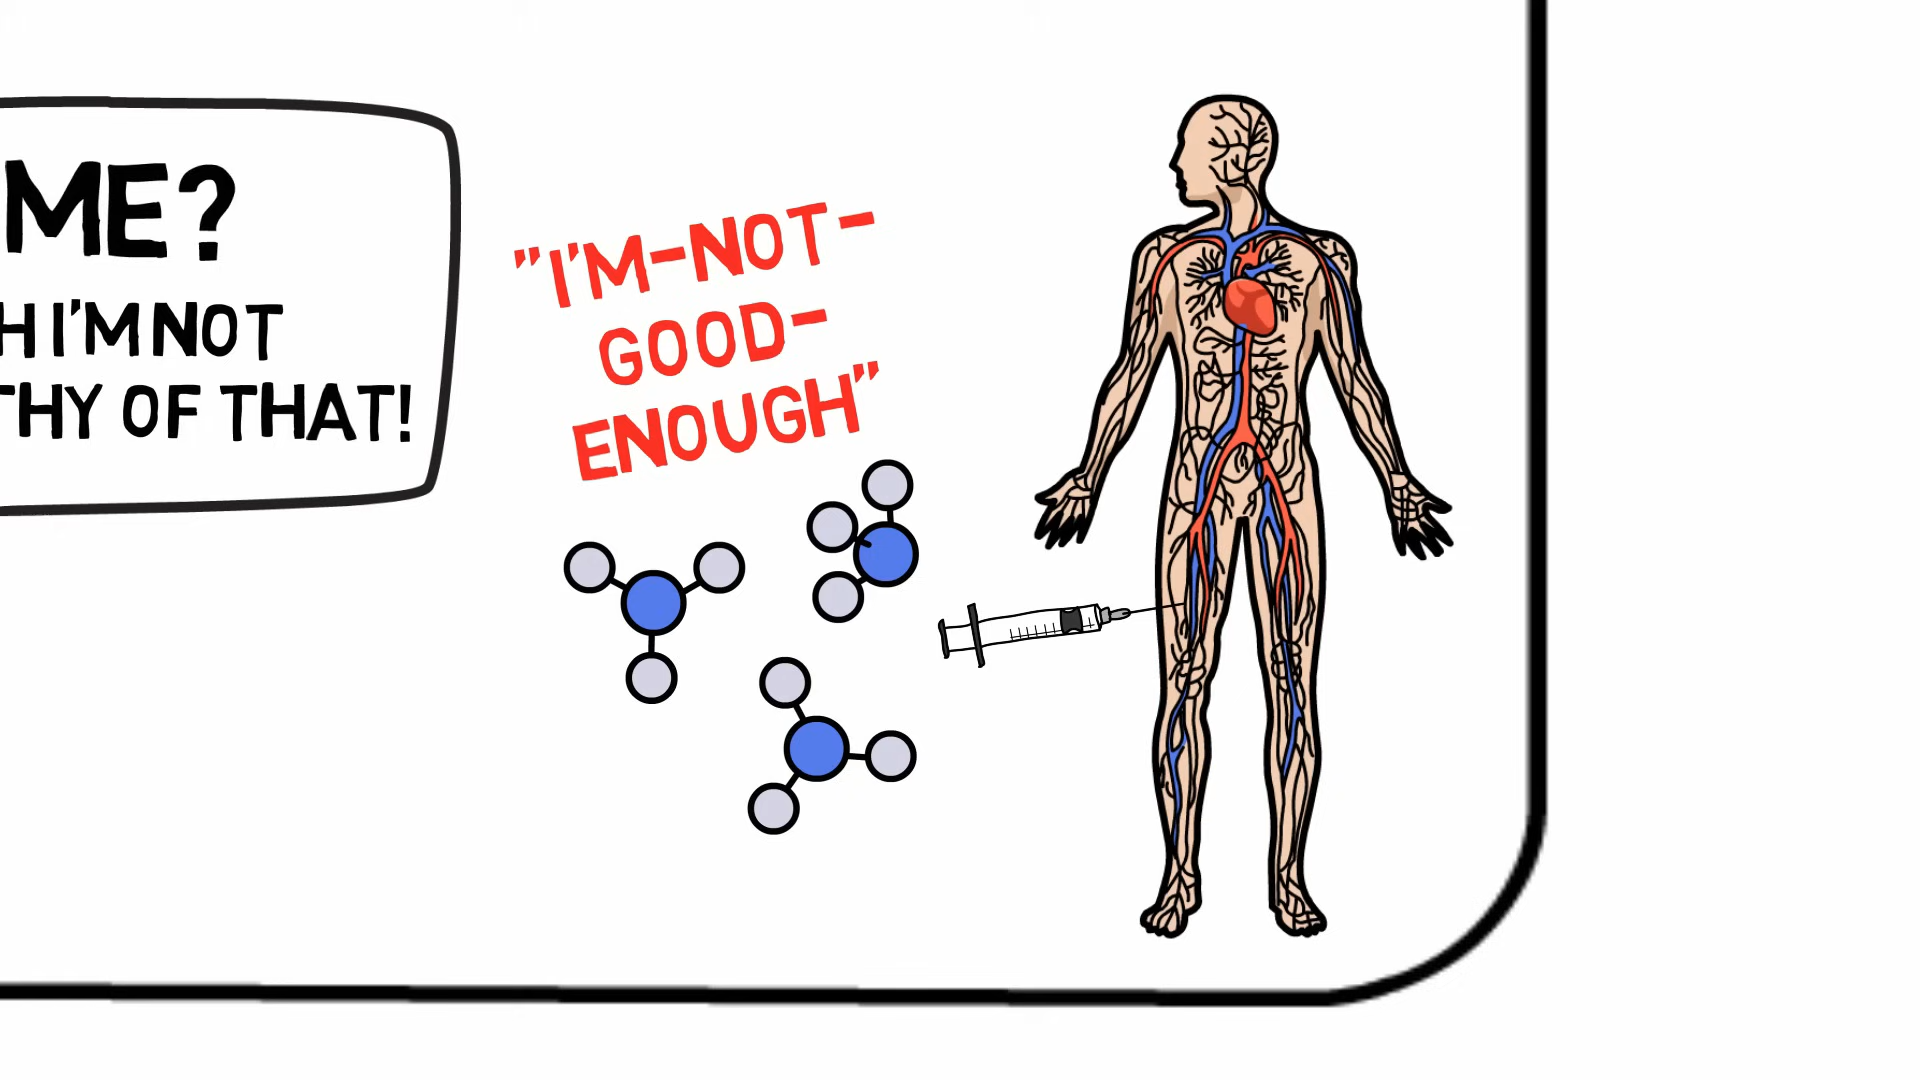 ME?
H I'M NOT
THY OF THAT!
"I'M-NOT-
GOOD-
ENOUGH"